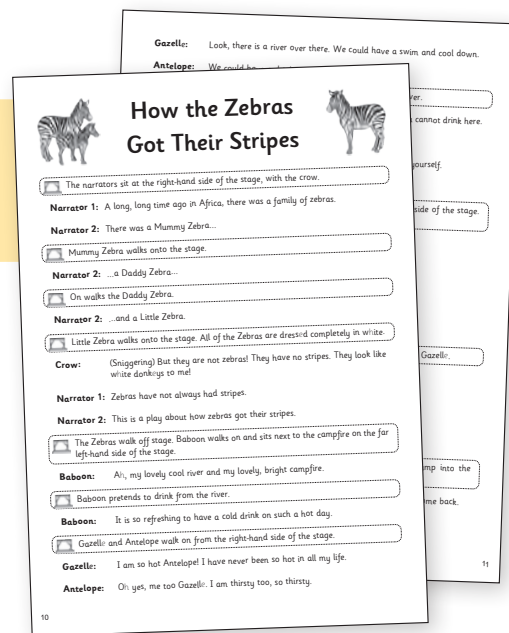 Gazelle: Look, there is a river over there. We could have a swim and cool down.
Antelope: We could
ver.
cannot drink here.
yourself.
side of the stage.
Gazelle.
mp into the
me back.
11
How the Zebras
Got Their Stripes
The narrators sit at the right-hand side of the stage, with the crow.
Narrator 1: A long, long time ago in Africa, there was a family of zebras.
Narrator 2: There was a Mummy Zebra...
Mummy Zebra walks onto the stage.
Narrator 2: ...a Daddy Zebra...
On walks the Daddy Zebra.
Narrator 2: ...and a Little Zebra.
Little Zebra walks onto the stage. All of the Zebras are dressed completely in white.
Crow: (Sniggering) But they are not zebras! They have no stripes. They look like
white donkeys to me!
Narrator 1: Zebras have not always had stripes.
Narrator 2: This is a play about how zebras got their stripes.
The Zebras walk off stage. Baboon walks on and sits next to the campfire on the far
left-hand side of the stage.
Baboon: Ah, my lovely cool river and my lovely, bright campfire.
Baboon pretends to drink from the river.
Baboon: It is so refreshing to have a cold drink on such a hot day.
Gazelle and Antelope walk on from the right-hand side of the stage.
Gazelle: I am so hot Antelope! I have never been so hot in all my life.
Antelope: Oh yes, me too Gazelle. I am thirsty too, so thirsty.
10